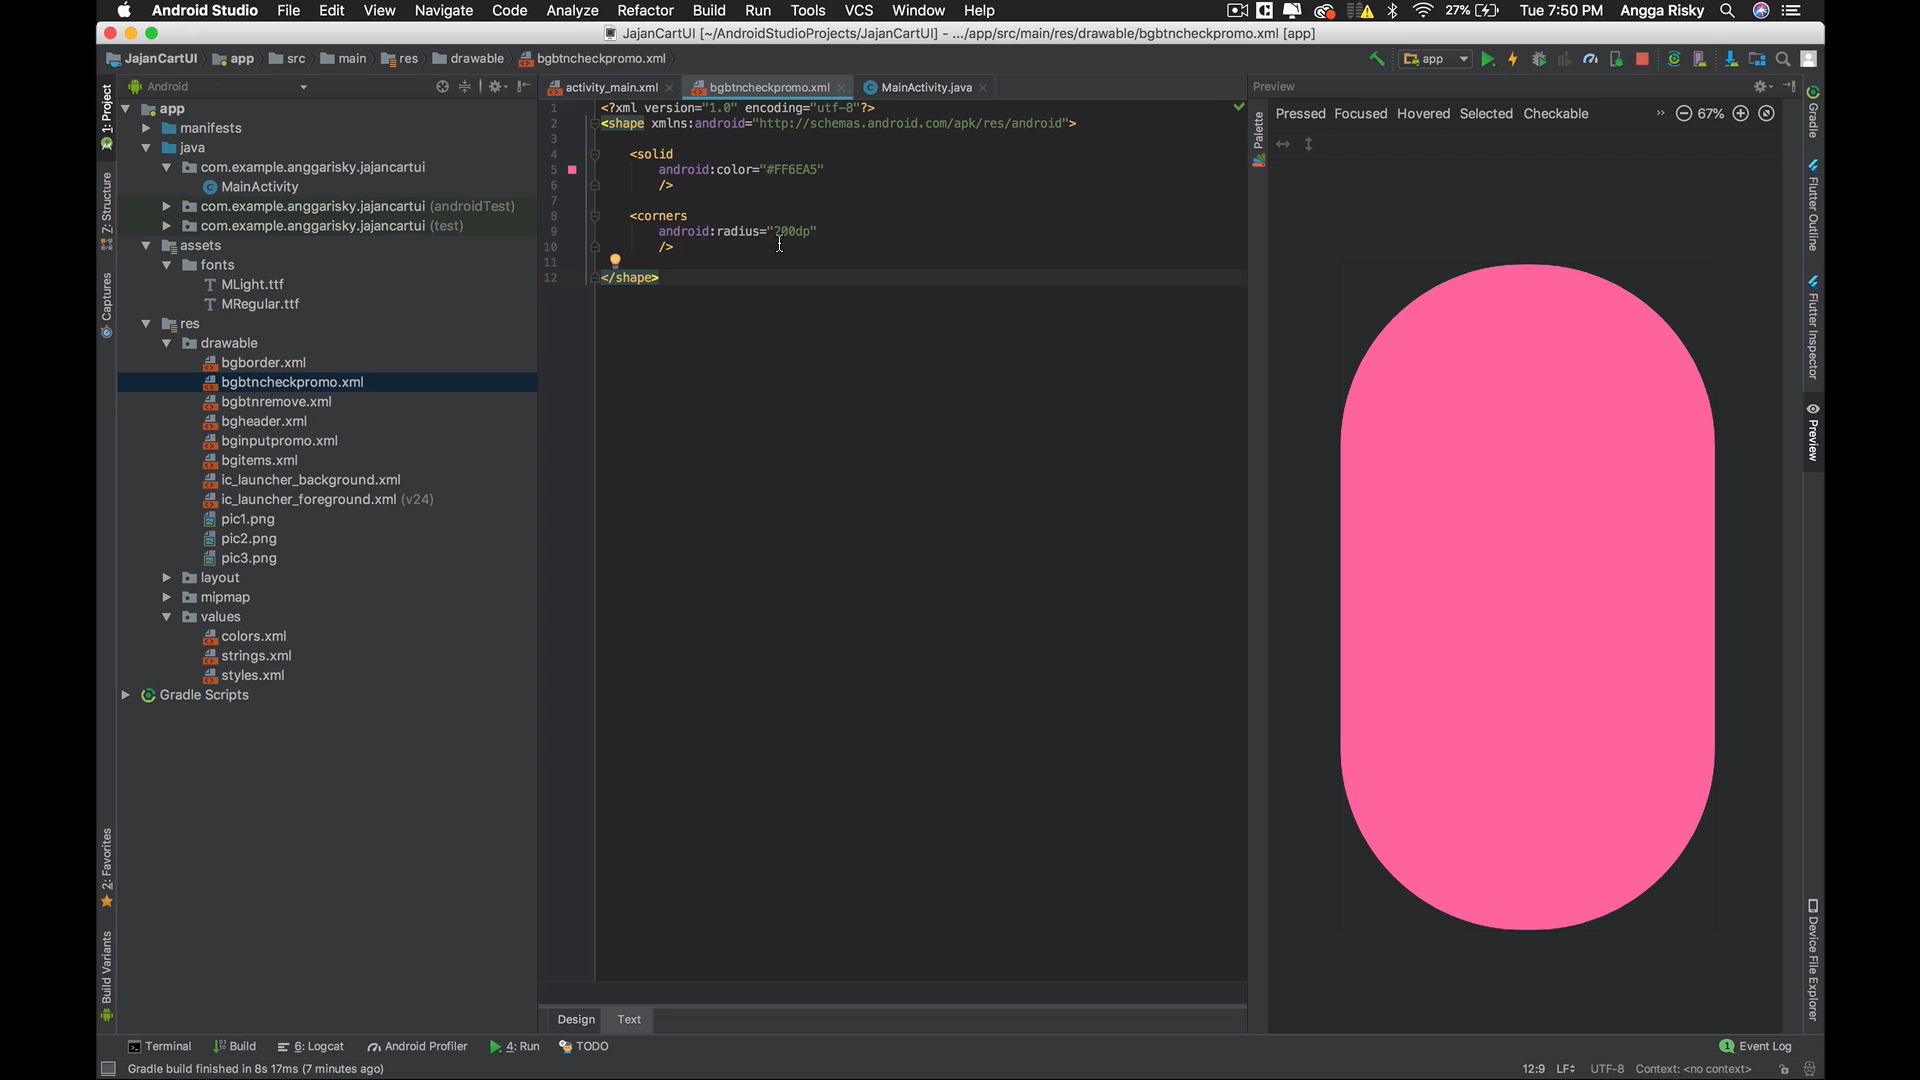 Android Studio File Edit View Navigate Code Analyze Refactor Build Run Tools VCS Window Help 27% Tue 7:50 PM Angga Risky
JajanCartUI [~/AndroidStudioProjects/JajanCartUI] - .../app/src/main/res/drawable/bgbtncheckpromo.xml [app]
JajanCartUI app src main res drawable bgbtncheckpromo.xml app
Android activity_main.xml bgbtncheckpromo.xml MainActivity.java Preview
1: Project
Z: Structure
Captures
2: Favorites
Build Variants
app
manifests
java
com.example.anggarisky.jajancartui
MainActivity
com.example.anggarisky.jajancartui (androidTest)
com.example.anggarisky.jajancartui (test)
assets
fonts
MLight.ttf
MRegular.ttf
res
drawable
bgborder.xml
bgbtncheckpromo.xml
bgbtnremove.xml
bgheader.xml
bginputpromo.xml
bgitems.xml
ic_launcher_background.xml
ic_launcher_foreground.xml (v24)
pic1.png
pic2.png
pic3.png
layout
mipmap
values
colors.xml
strings.xml
styles.xml
Gradle Scripts
1 <?xml version="1.0" encoding="utf-8"?>
2 <shape xmlns:android="http://schemas.android.com/apk/res/android">
3
4 <solid
5 android:color="#FF6EA5"
6 />
7
8 <corners
9 android:radius="200dp"
10 />
11
12 </shape>
Design Text
Palette
Pressed Focused Hovered Selected Checkable » 67%
Gradle
Flutter Outline
Flutter Inspector
Preview
Device File Explorer
Terminal Build 6: Logcat Android Profiler 4: Run TODO 1 Event Log
Gradle build finished in 8s 17ms (7 minutes ago) 12:9 LF UTF-8 Context: <no context>